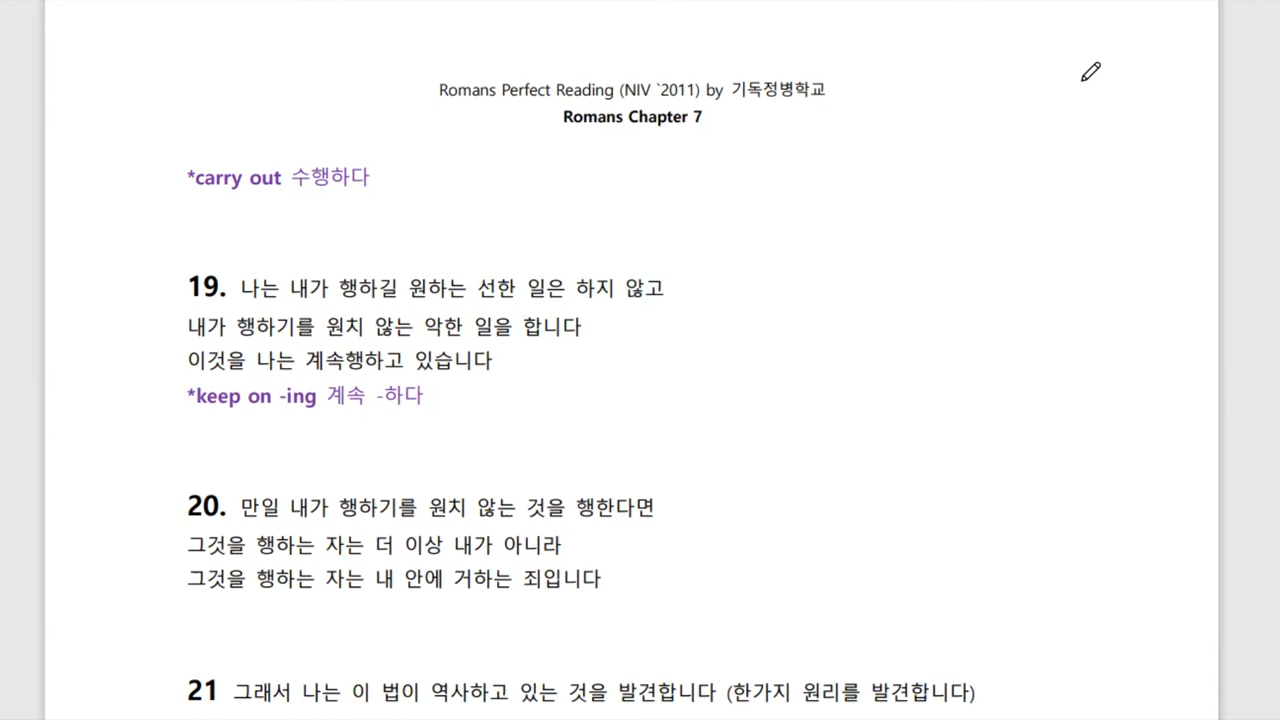 Romans Perfect Reading (NIV `2011) by 기독정병학교
Romans Chapter 7
*carry out 수행하다
19. 나는 내가 행하길 원하는 선한 일은 하지 않고
내가 행하기를 원치 않는 악한 일을 합니다
이것을 나는 계속행하고 있습니다
*keep on -ing 계속 -하다
20. 만일 내가 행하기를 원치 않는 것을 행한다면
그것을 행하는 자는 더 이상 내가 아니라
그것을 행하는 자는 내 안에 거하는 죄입니다
21 그래서 나는 이 법이 역사하고 있는 것을 발견합니다 (한가지 원리를 발견합니다)